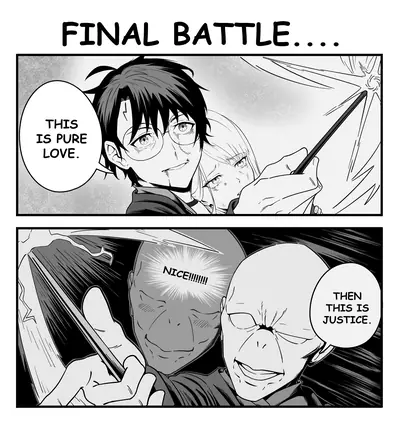 FINAL BATTLE....
THIS
IS PURE
LOVE.
NICE!!!!!!!!
THEN
THIS IS
JUSTICE.